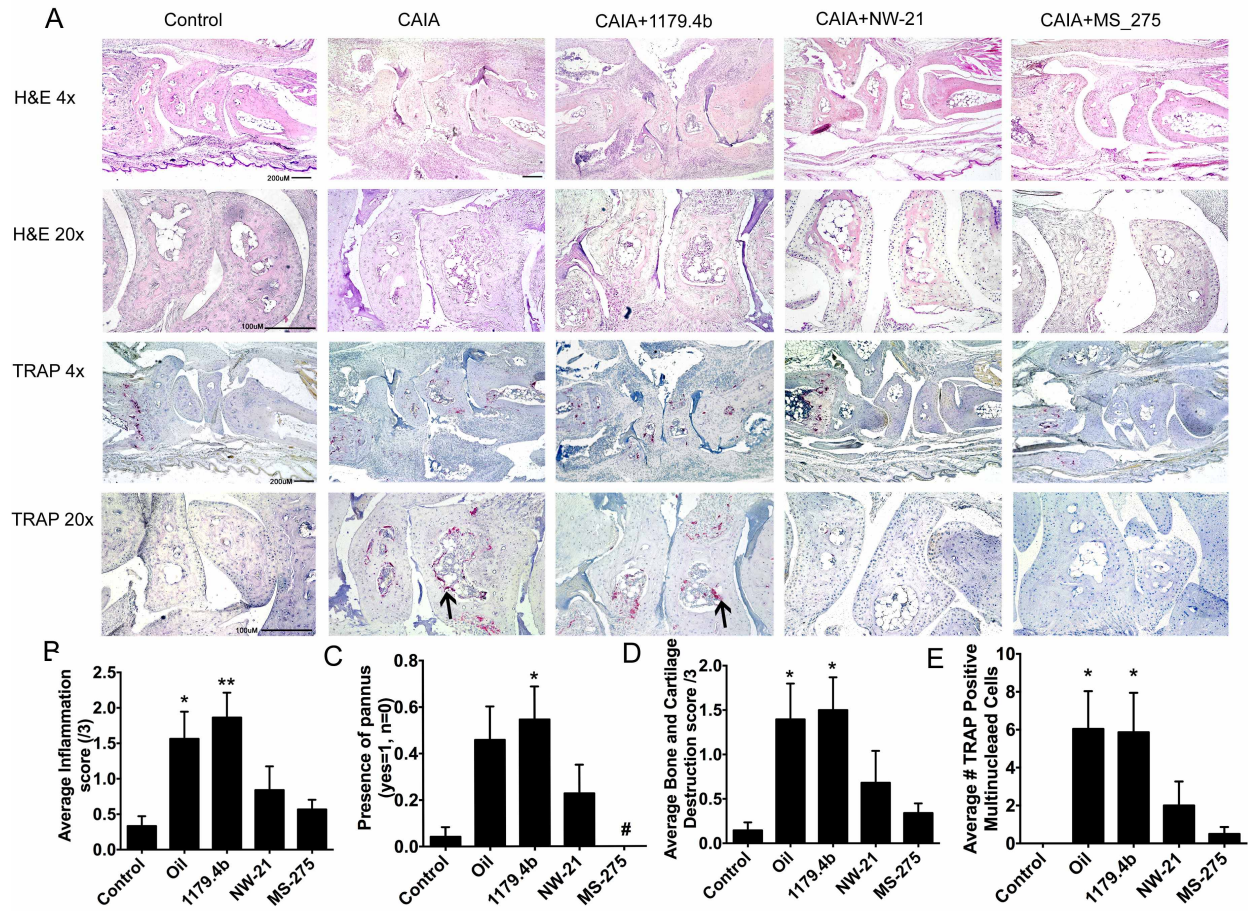 A
Control
CAIA
CAIA+1179.4b
CAIA+NW-21
CAIA+MS_275
H&E 4x
200uM
H&E 20x
100uM
TRAP 4x
200uM
TRAP 20x
100uM
B
Average Inflammation
score (/3)
2.5
2.0
1.5
1.0
0.5
0.0
*
**
Control
Oil
1179.4b
NW-21
MS-275
C
Presence of pannus
(yes=1, n=0)
0.8
0.6
0.4
0.2
0.0
*
#
Control
Oil
1179.4b
NW-21
MS-275
D
Average Bone and Cartilage
Destruction score /3
2.0
1.5
1.0
0.5
0.0
*
*
Control
Oil
1179.4b
NW-21
MS-275
E
Average # TRAP Positive
Multinucleaed Cells
10
8
6
4
2
0
*
*
Control
Oil
1179.4b
NW-21
MS-275